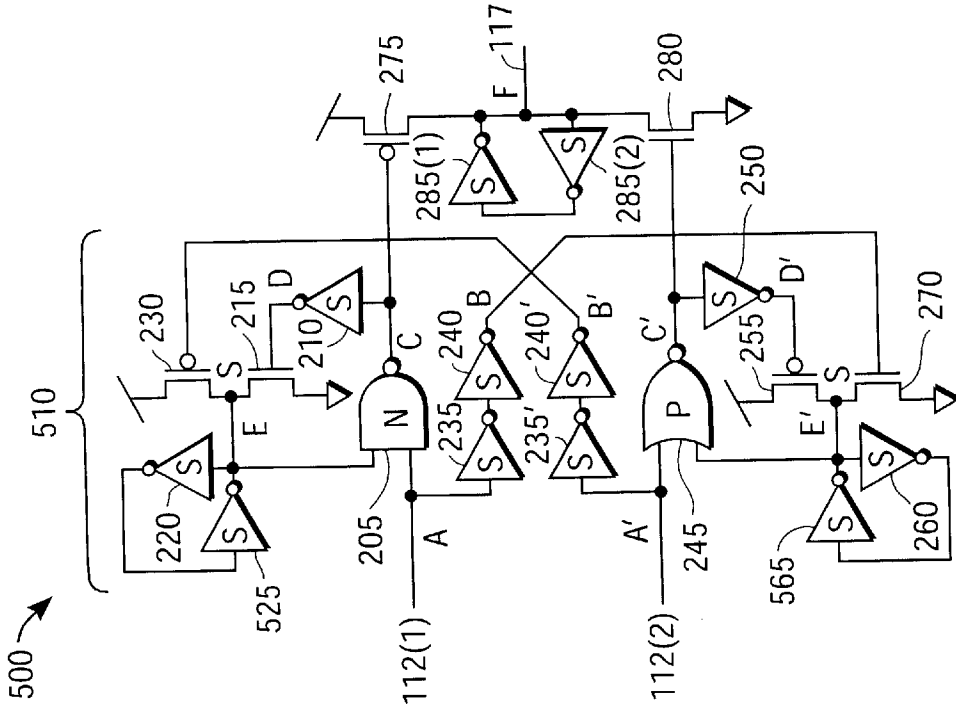 500
510
230
S
D
E
215
S
220
S
525
210
S
C
N
205
A
112(1)
235
S
240
S
B
235'
S
240'
S
B'
275
F
117
285(1)
S
S
285(2)
280
250
S
D'
C'
P
245
A'
112(2)
255
S
270
E'
565
S
S
260